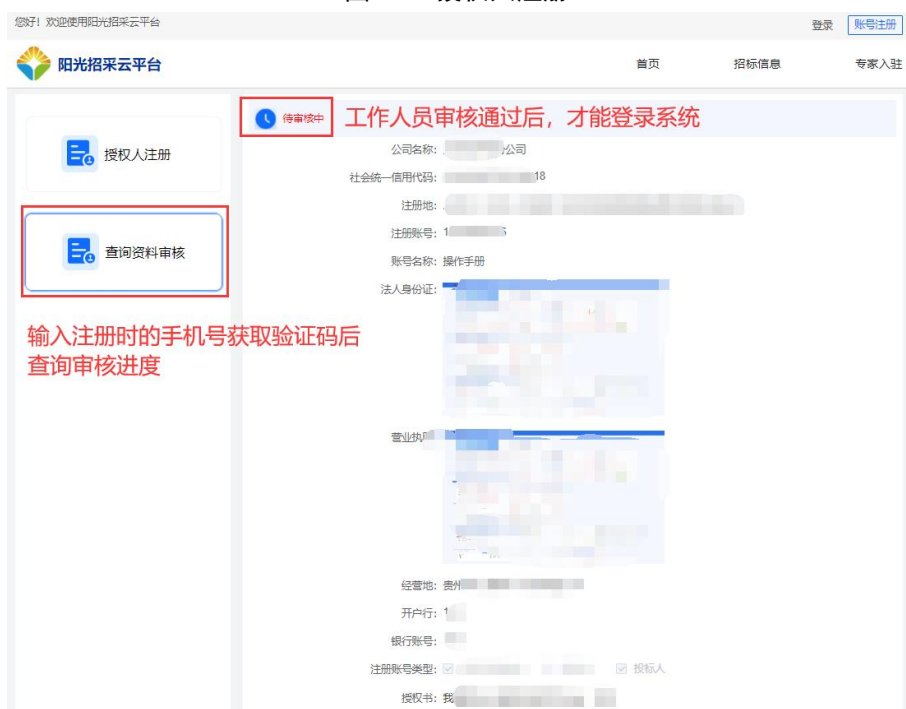 您好！欢迎使用阳光招采云平台
登录 账号注册
阳光招采云平台
首页 招标信息 专家入驻
授权人注册
查询资料审核
输入注册时的手机号获取验证码后
查询审核进度
待审核中 工作人员审核通过后，才能登录系统
公司名称: 公司
社会统一信用代码: 18
注册地:
注册账号: 1
账号名称: 操作手册
法人身份证:
营业执
经营地: 贵州
开户行:
银行账号:
注册账号类型: 投标人
授权书: 我